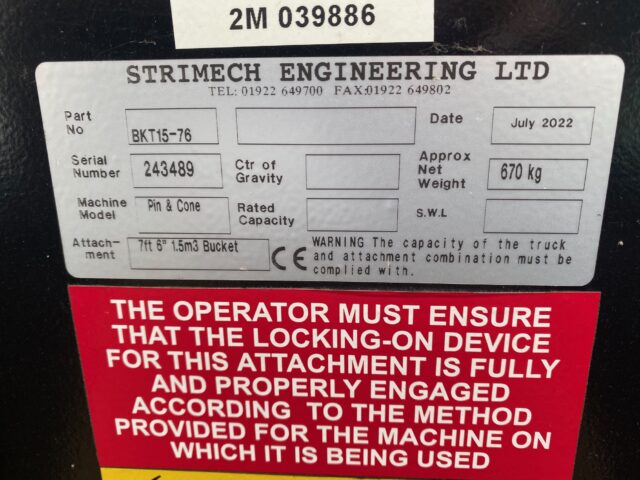 2M 039886
STRIMECH ENGINEERING LTD
TEL: 01922 649700 FAX:01922 649802
Part No BKT15-76 Date July 2022
Serial Number 243489 Ctr of Gravity Approx Net Weight 670 kg
Machine Model Pin & Cone Rated Capacity S.W.L
Attach-ment 7ft 6" 1.5m3 Bucket CE WARNING The capacity of the truck
and attachment combination must be
complied with.
THE OPERATOR MUST ENSURE
THAT THE LOCKING-ON DEVICE
FOR THIS ATTACHMENT IS FULLY
AND PROPERLY ENGAGED
ACCORDING TO THE METHOD
PROVIDED FOR THE MACHINE ON
WHICH IT IS BEING USED